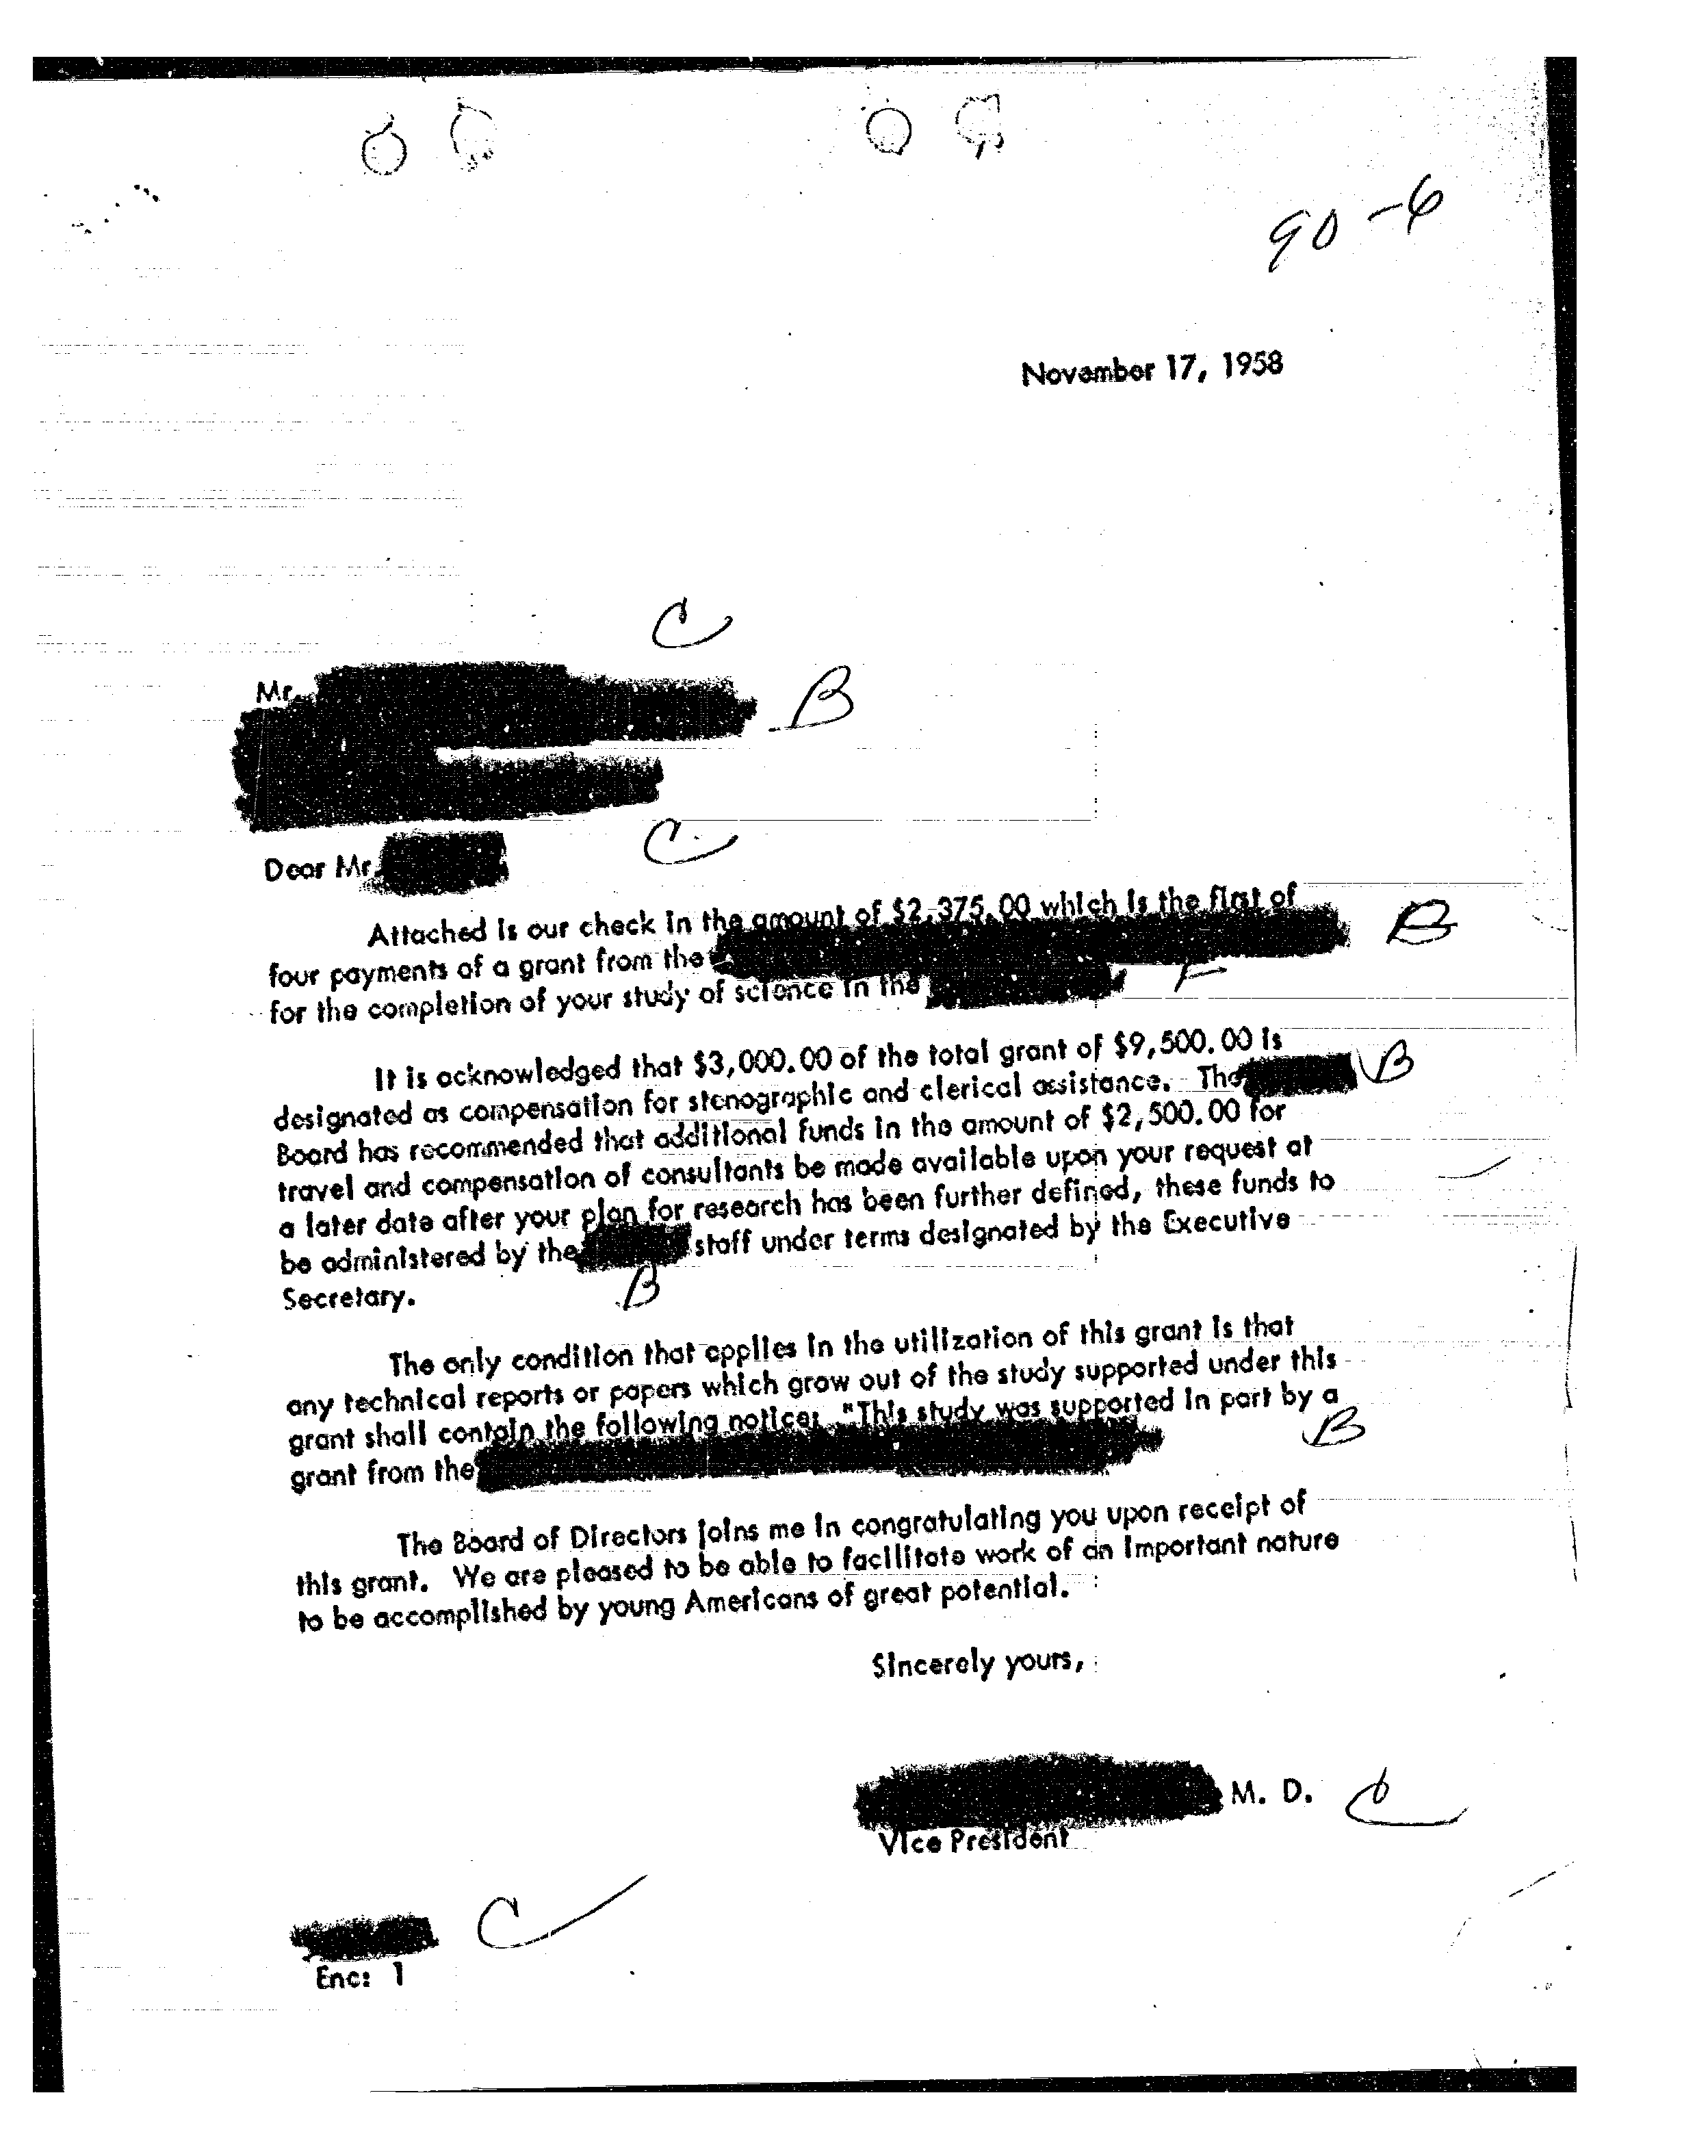 90-6
November 17, 1958
C
Mr.
B
Dear Mr.
C
Attached is our check in the amount of $2,375.00 which is the first of
B
four payments of a grant from the
for the completion of your study of science in the
F
It is acknowledged that $3,000.00 of the total grant of $9,500.00 is
designated as compensation for stenographic and clerical assistance. The
B
Board has recommended that additional funds in the amount of $2,500.00 for
travel and compensation of consultants be made available upon your request at
a later date after your plan for research has been further defined, these funds to
be administered by the staff under terms designated by the Executive
Secretary.
B
The only condition that applies in the utilization of this grant is that
any technical reports or papers which grow out of the study supported under this
grant shall contain the following notice: "This study was supported in part by a
grant from the
B
The Board of Directors joins me in congratulating you upon receipt of
this grant. We are pleased to be able to facilitate work of an important nature
to be accomplished by young Americans of great potential.
Sincerely yours,
M. D.
C
Vice President
C
Enc: 1